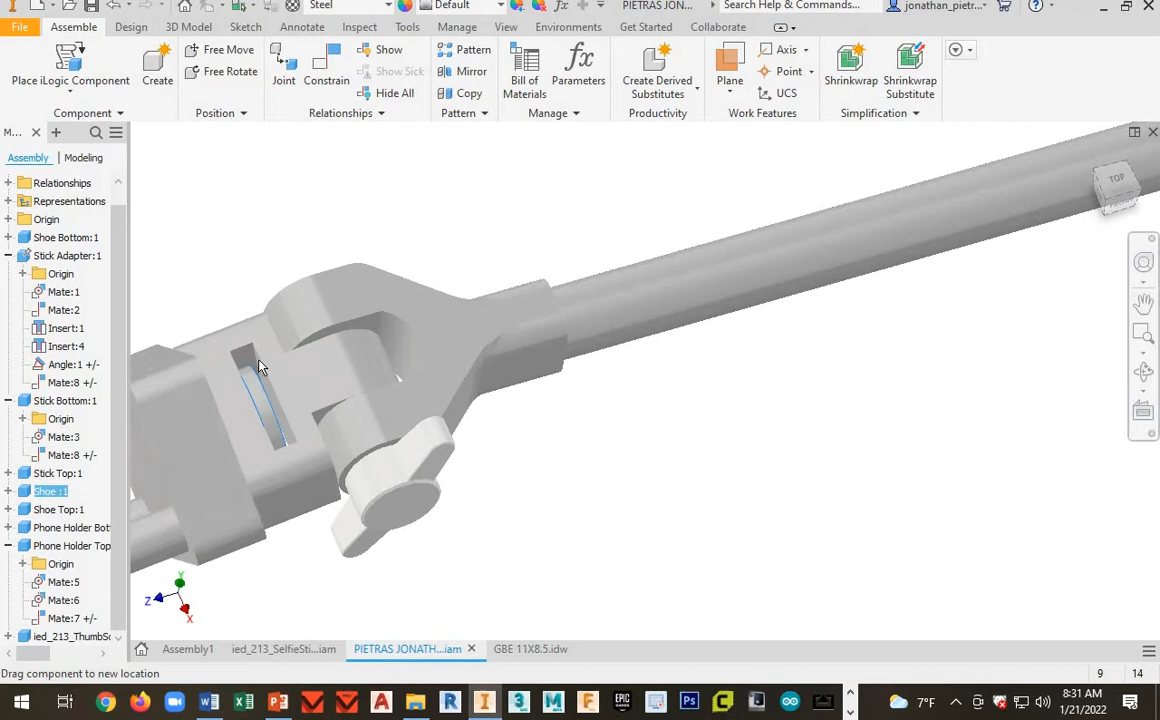 Steel
Default
PIETRAS JON...
Search Help & Commands...
jonathan_pietr...
File
Assemble
Design
3D Model
Sketch
Annotate
Inspect
Tools
Manage
View
Environments
Get Started
Collaborate
Place iLogic Component
Create
Free Move
Free Rotate
Joint
Constrain
Show
Show Sick
Hide All
Pattern
Mirror
Copy
Bill of
Materials
Parameters
Create Derived
Substitutes
Plane
Axis
Point
UCS
Shrinkwrap
Shrinkwrap
Substitute
Component
Position
Relationships
Pattern
Manage
Productivity
Work Features
Simplification
M...
Assembly
Modeling
Relationships
Representations
Origin
Shoe Bottom:1
Stick Adapter:1
Origin
Mate:1
Mate:2
Insert:1
Insert:4
Angle:1 +/-
Mate:8 +/-
Stick Bottom:1
Origin
Mate:3
Mate:8 +/-
Stick Top:1
Shoe :1
Shoe Top:1
Phone Holder Bot
Phone Holder Top
Origin
Mate:5
Mate:6
Mate:7 +/-
ied_213_ThumbSc
TOP
FRONT
Y
Z
X
Assembly1
ied_213_SelfieSti...iam
PIETRAS JONATH...iam
GBE 11X8.5.idw
Drag component to new location
9
14
7°F
8:31 AM
1/21/2022